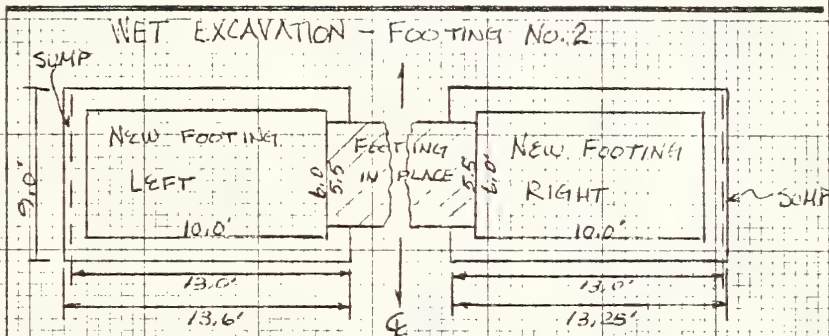 WET EXCAVATION - FOOTING NO. 2
SUMP
NEW FOOTING
LEFT
10.0'
6.0
5.5
FOOTING
IN PLACE
5.5
6.0'
NEW FOOTING
RIGHT
10.0'
SUMP
9.0'
13.0'
13.6'
℄
13.0'
13.25'